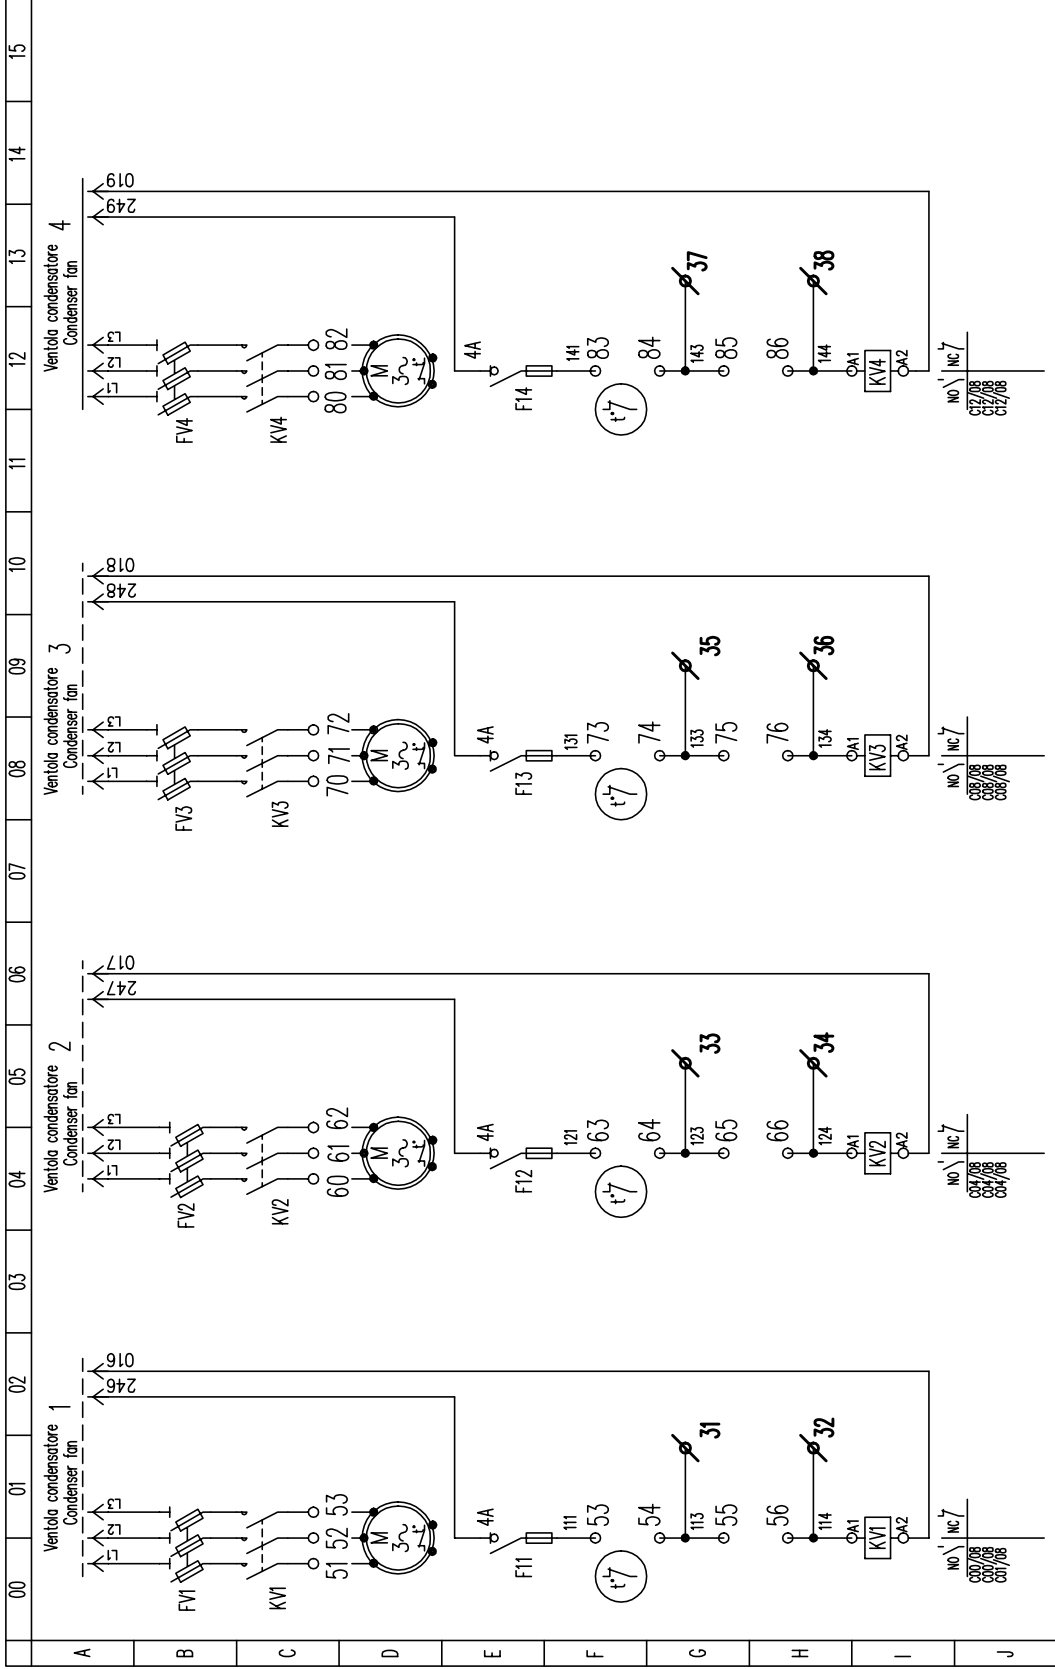 00 01 02 03 04 05 06 07 08 09 10 11 12 13 14 15
A
B
C
D
E
F
G
H
I
J
Ventola condensatore 1
Condenser fan
L1 L2 L3
246 016
FV1
KV1
51 52 53
M
3~
t°
4A
F11
111
53
t°
54
113
31
55
56
114
32
A1
KV1
A2
NO NC
C00/08
C00/08
C01/08
Ventola condensatore 2
Condenser fan
L1 L2 L3
247 017
FV2
KV2
60 61 62
M
3~
t°
4A
F12
121
63
t°
64
123
33
65
66
124
34
A1
KV2
A2
NO NC
C04/08
C04/08
C04/08
Ventola condensatore 3
Condenser fan
L1 L2 L3
248 018
FV3
KV3
70 71 72
M
3~
t°
4A
F13
131
73
t°
74
133
35
75
76
134
36
A1
KV3
A2
NO NC
C08/08
C08/08
C08/08
Ventola condensatore 4
Condenser fan
L1 L2 L3
249 019
FV4
KV4
80 81 82
M
3~
t°
4A
F14
141
83
t°
84
143
37
85
86
144
38
A1
KV4
A2
NO NC
C12/08
C12/08
C12/08